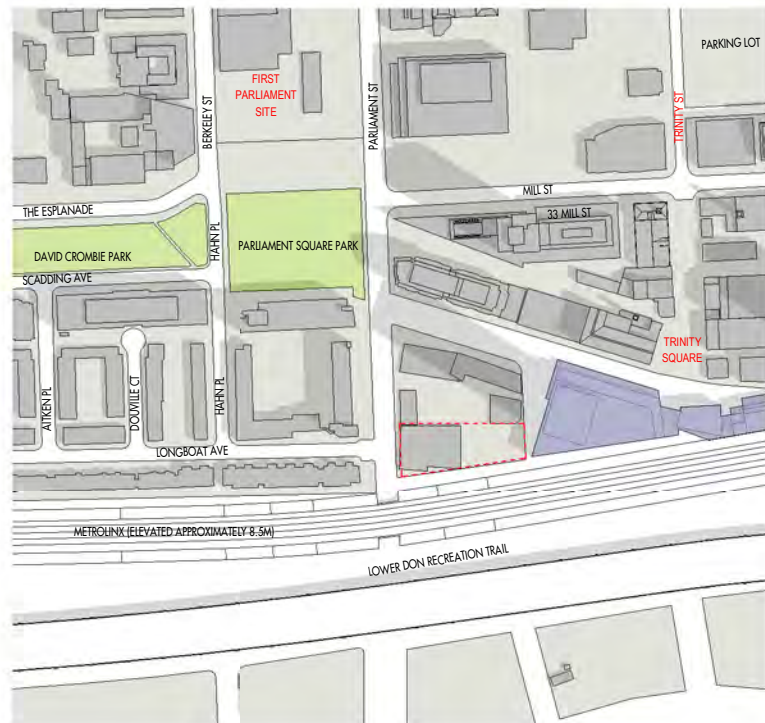 PARKING LOT
FIRST
PARLIAMENT
SITE
BERKELEY ST
PARLIAMENT ST
TRINITY ST
MILL ST
THE ESPLANADE
33 MILL ST
HAHN PL
DAVID CROMBIE PARK
PARLIAMENT SQUARE PARK
SCADDING AVE
TRINITY
SQUARE
AITKEN PL
DOUVILLE CT
HAHN PL
LONGBOAT AVE
METROLINX (ELEVATED APPROXIMATELY 8.5M)
LOWER DON RECREATION TRAIL